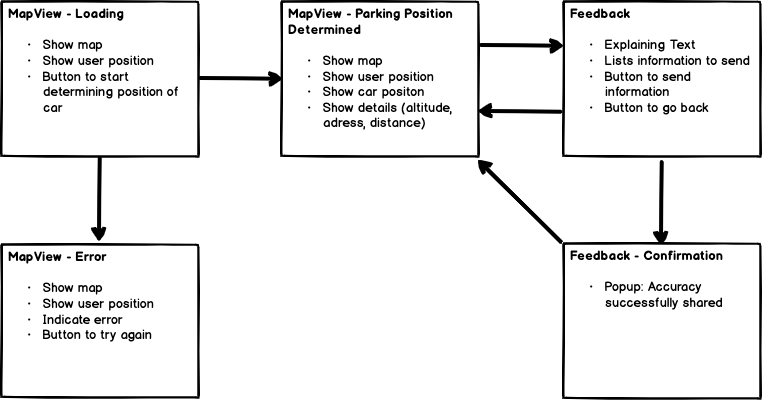 MapView - Loading
· Show map
· Show user position
· Button to start
determining position of
car
MapView - Parking Position
Determined
· Show map
· Show user position
· Show car positon
· Show details (altitude,
adress, distance)
Feedback
· Explaining Text
· Lists information to send
· Button to send
information
· Button to go back
MapView - Error
· Show map
· Show user position
· Indicate error
· Button to try again
Feedback - Confirmation
· Popup: Accuracy
successfully shared